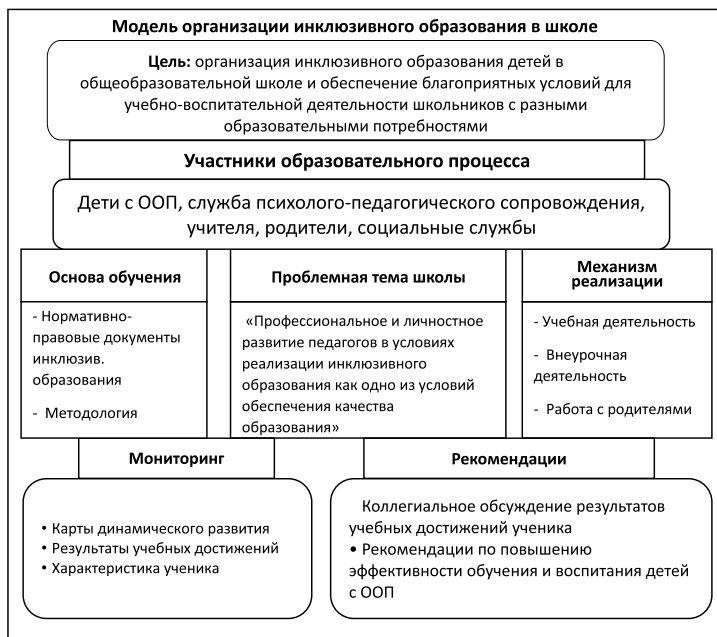 Модель организации инклюзивного образования в школе
Цель: организация инклюзивного образования детей в
общеобразовательной школе и обеспечение благоприятных условий для
учебно-воспитательной деятельности школьников с разными
образовательными потребностями
Участники образовательного процесса
Дети с ООП, служба психолого-педагогического сопровождения,
учителя, родители, социальные службы
Основа обучения
- Нормативно-
правовые документы
инклюзив.
образования
- Методология
Проблемная тема школы
«Профессиональное и личностное
развитие педагогов в условиях
реализации инклюзивного
образования как одно из условий
обеспечения качества
образования»
Механизм
реализации
- Учебная деятельность
- Внеурочная
деятельность
- Работа с родителями
Мониторинг
• Карты динамического развития
• Результаты учебных достижений
• Характеристика ученика
Рекомендации
Коллегиальное обсуждение результатов
учебных достижений ученика
• Рекомендации по повышению
эффективности обучения и воспитания детей
с ООП